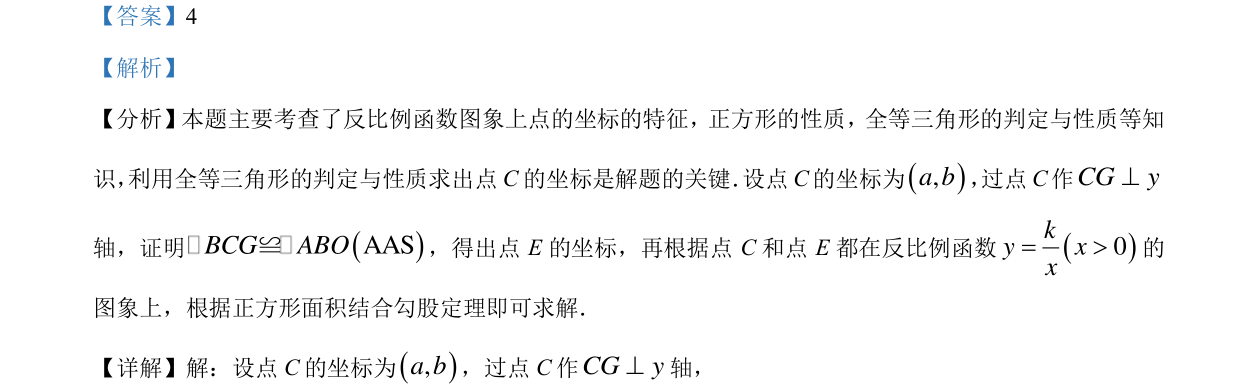 【答案】4
【解析】
【分析】本题主要考查了反比例函数图象上点的坐标的特征，正方形的性质，全等三角形的判定与性质等知
识，利用全等三角形的判定与性质求出点 C 的坐标是解题的关键．设点 C 的坐标为(a,b)，过点 C 作 CG ⊥ y
轴，证明□BCG≌□ABO(AAS)，得出点 E 的坐标，再根据点 C 和点 E 都在反比例函数 y = k/x (x > 0) 的
图象上，根据正方形面积结合勾股定理即可求解．
【详解】解：设点 C 的坐标为(a,b)，过点 C 作 CG ⊥ y 轴，